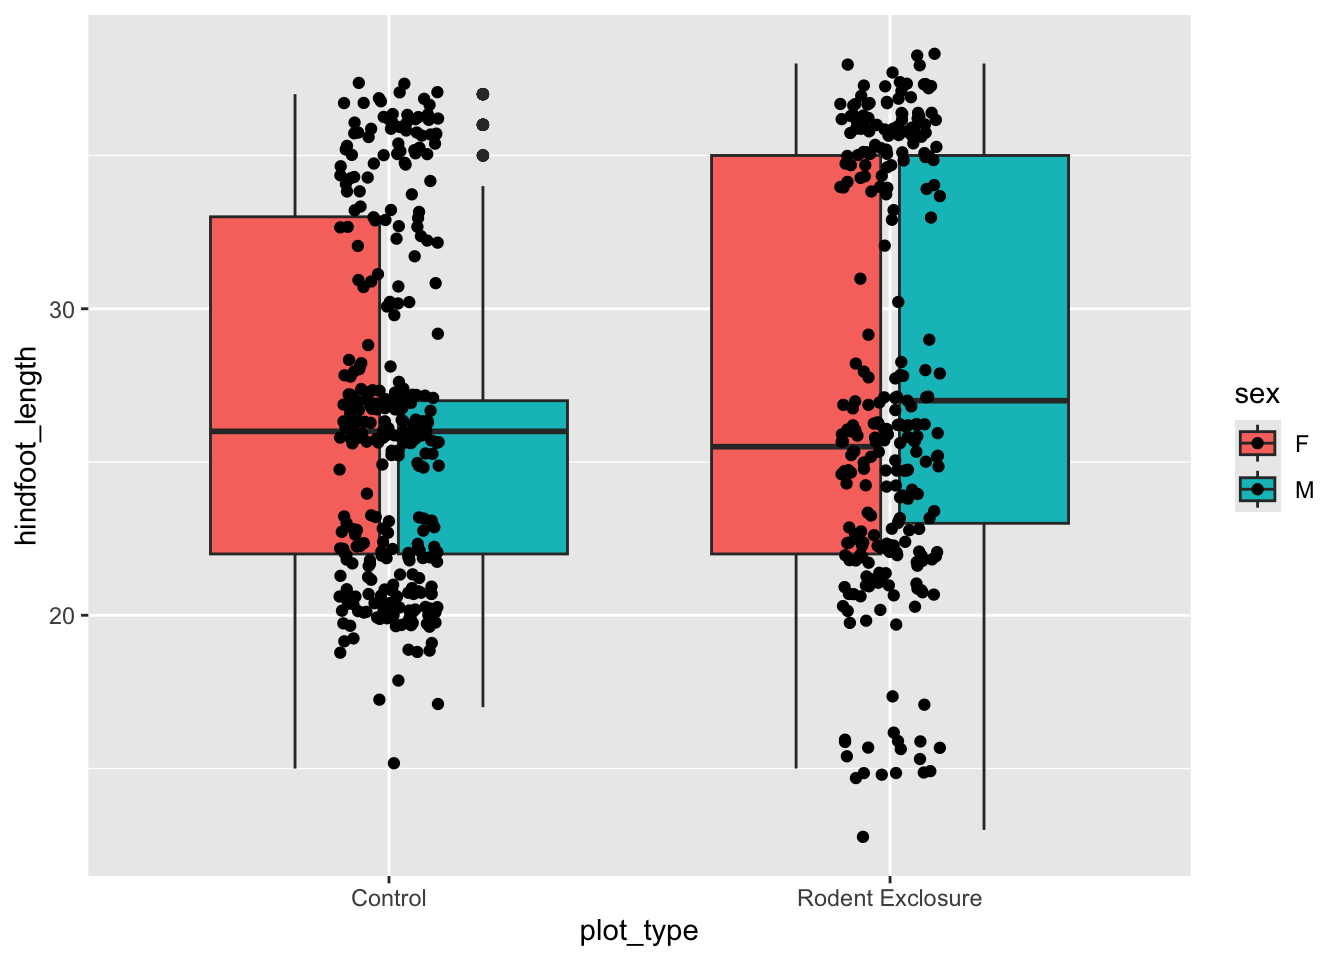 hindfoot_length
30
20
Control
Rodent Exclosure
plot_type
sex
F
M